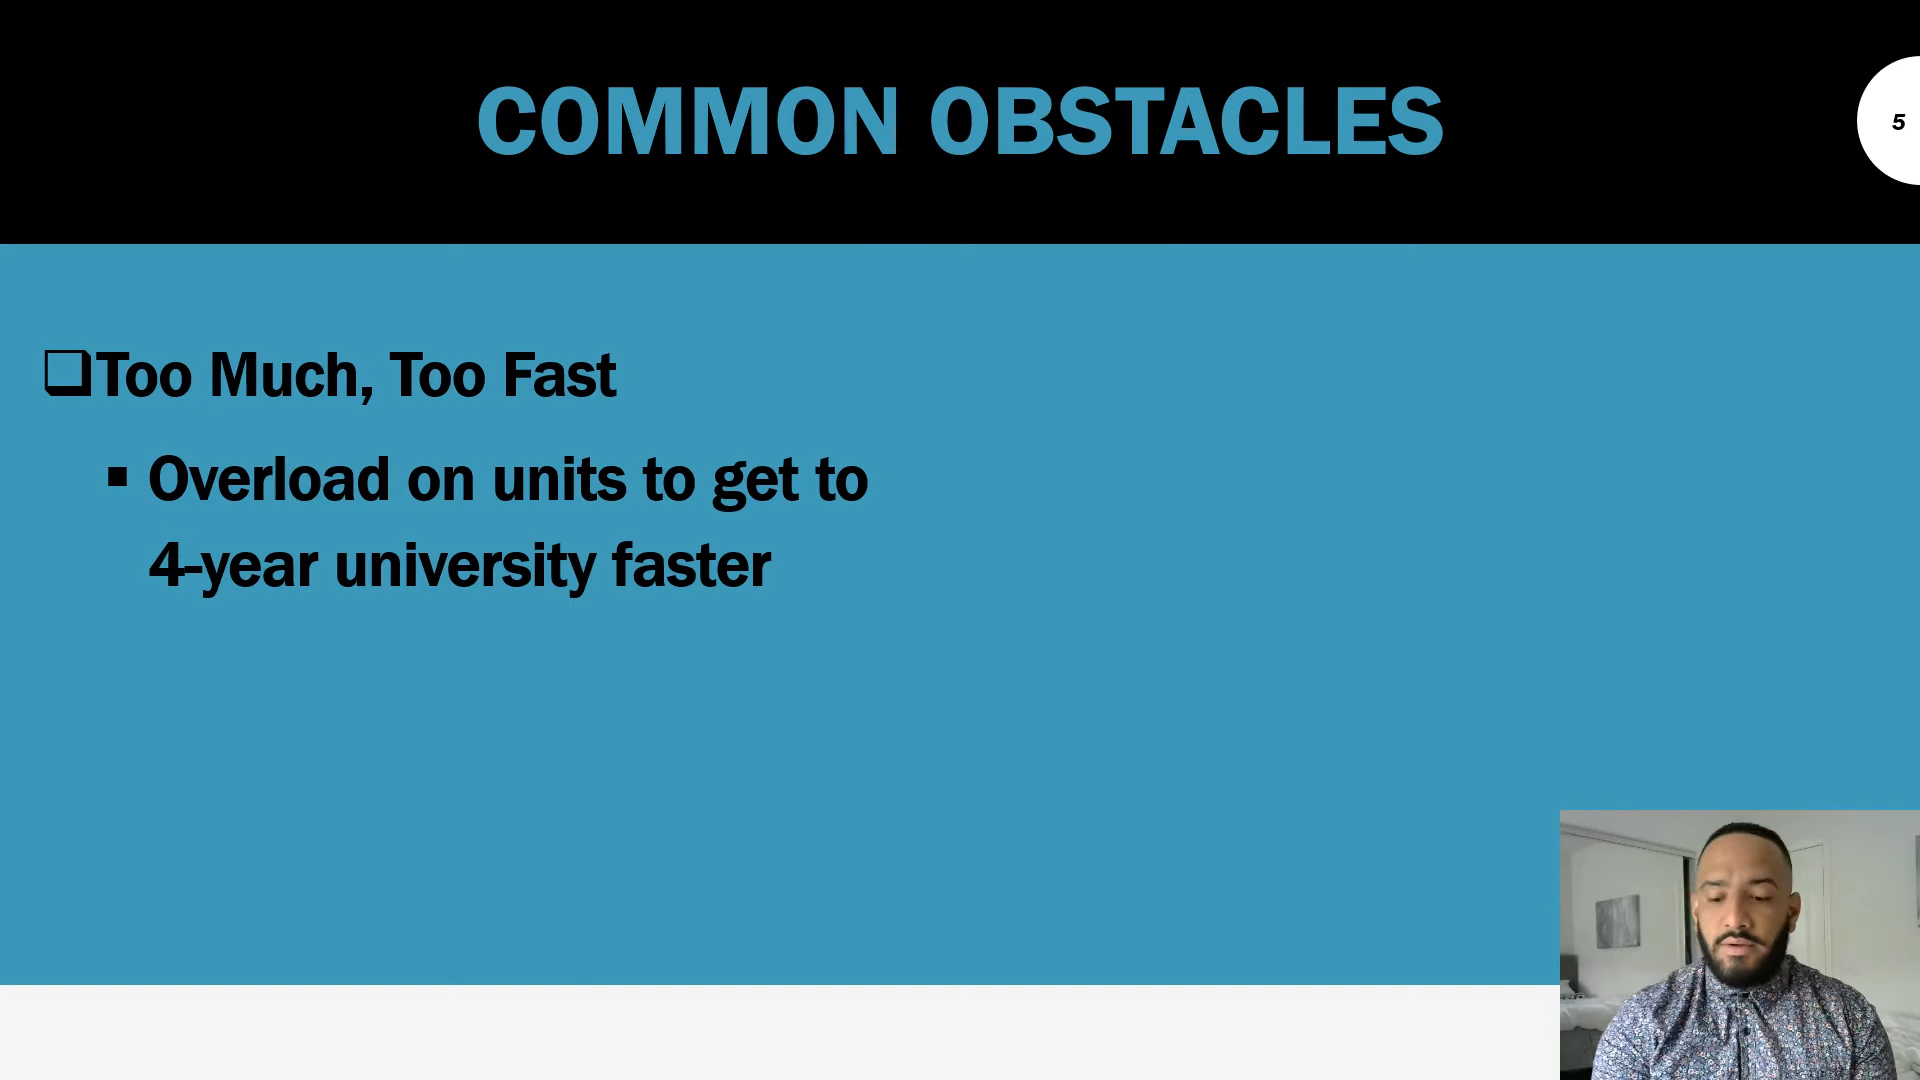 COMMON OBSTACLES
5
Too Much, Too Fast
Overload on units to get to
4-year university faster